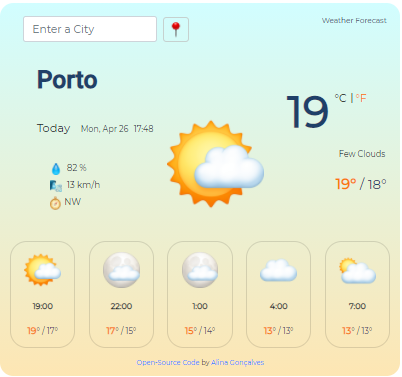 Enter a City
Weather Forecast
Porto
19 °C | °F
Today Mon, Apr 26 17:48
Few Clouds
82 %
13 km/h
NW
19° / 18°
19:00 22:00 1:00 4:00 7:00
19° / 17° 17° / 15° 15° / 14° 13° / 13° 13° / 13°
Open-Source Code by Alina Gonçalves